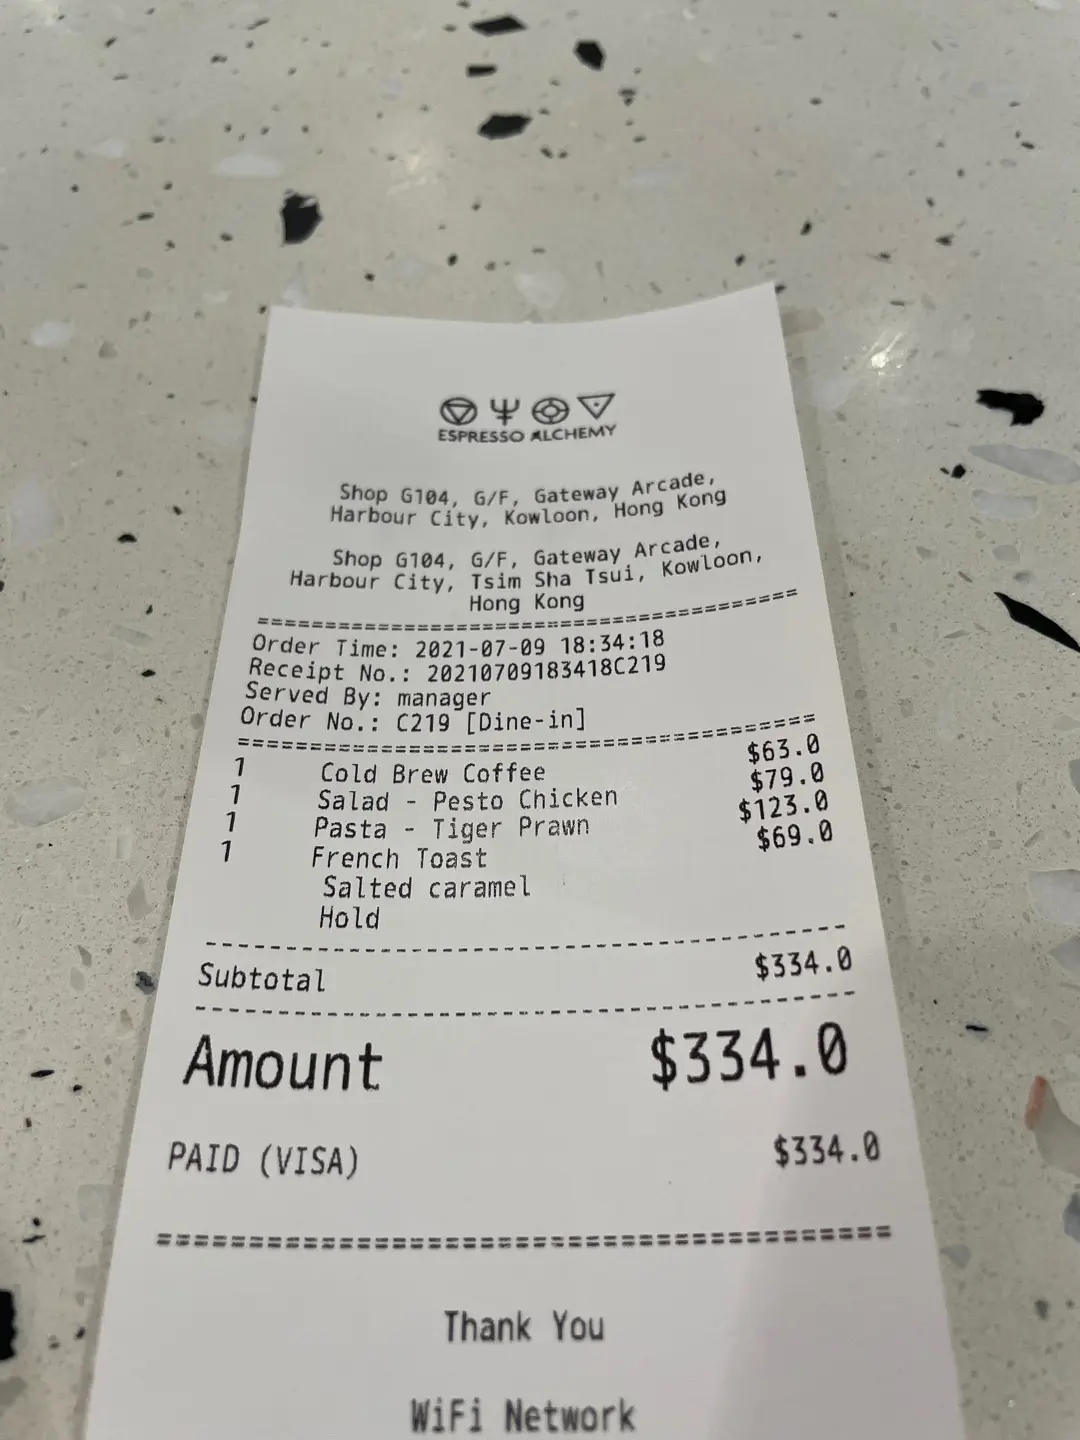 ESPRESSO ALCHEMY
Shop G104, G/F, Gateway Arcade,
Harbour City, Kowloon, Hong Kong
Shop G104, G/F, Gateway Arcade,
Harbour City, Tsim Sha Tsui, Kowloon,
Hong Kong
======================================
Order Time: 2021-07-09 18:34:18
Receipt No.: 20210709183418C219
Served By: manager
Order No.: C219 [Dine-in]
======================================
1 Cold Brew Coffee $63.0
1 Salad - Pesto Chicken $79.0
1 Pasta - Tiger Prawn $123.0
1 French Toast $69.0
Salted caramel
Hold
--------------------------------------
Subtotal $334.0
--------------------------------------
Amount $334.0
PAID (VISA) $334.0
======================================
Thank You
WiFi Network